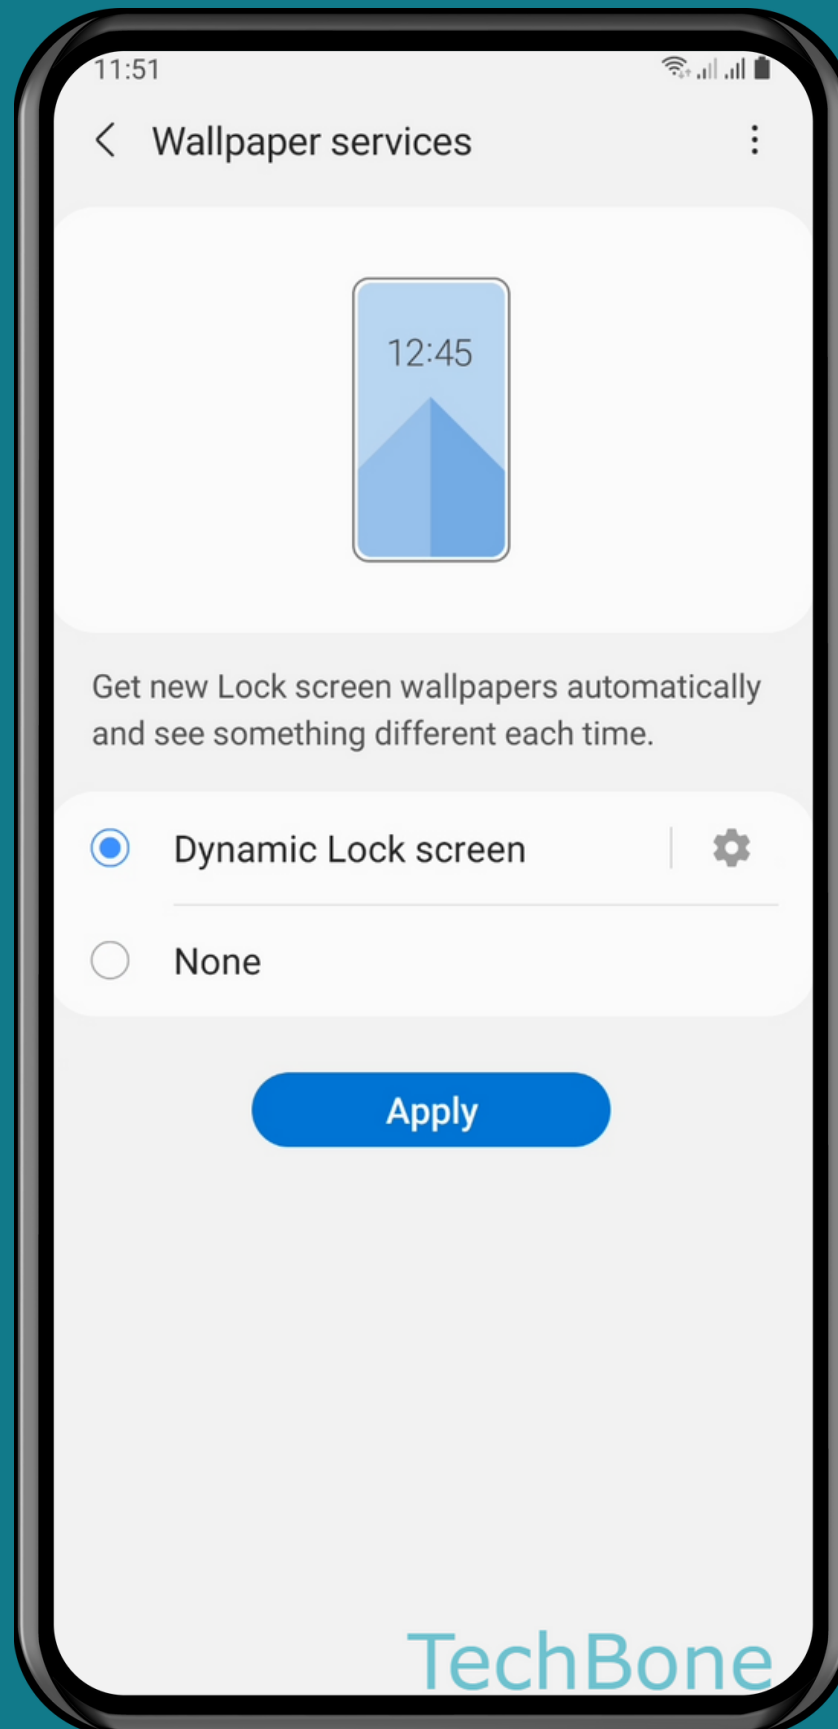 11:51
Wallpaper services
12:45
Get new Lock screen wallpapers automatically
and see something different each time.
Dynamic Lock screen
None
Apply
TechBone